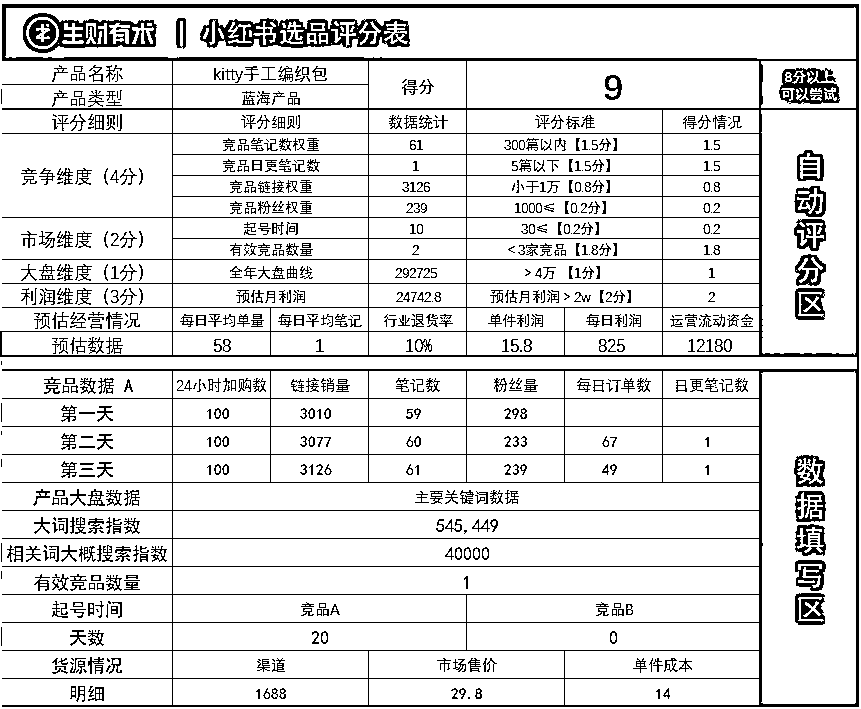 生财有术 | 小红书选品评分表
产品名称 kitty手工编织包 得分 9 8分以上可以尝试
产品类型 蓝海产品
评分细则 评分细则 数据统计 评分标准 得分情况 自动评分区
竞争维度（4分） 竞品笔记数权重 61 300篇以内【1.5分】 1.5
竞品日更笔记数 1 5篇以下【1.5分】 1.5
竞品链接权重 3126 小于1万【0.8分】 0.8
竞品粉丝权重 239 1000≤【0.2分】 0.2
市场维度（2分） 起号时间 10 30≤【0.2分】 0.2
有效竞品数量 2 <3家竞品【1.8分】 1.8
大盘维度（1分） 全年大盘曲线 292725 >4万【1分】 1
利润维度（3分） 预估月利润 24742.8 预估月利润>2w【2分】 2
预估经营情况 每日平均单量 每日平均笔记 行业退货率 单件利润 每日利润 运营流动资金
预估数据 58 1 10% 15.8 825 12180
竞品数据 A 24小时加购数 链接销量 笔记数 粉丝量 每日订单数 日更笔记数 数据填写区
第一天 100 3010 59 298
第二天 100 3077 60 233 67 1
第三天 100 3126 61 239 49 1
产品大盘数据 主要关键词数据
大词搜索指数 545,449
相关词大概搜索指数 40000
有效竞品数量 1
起号时间 竞品A 竞品B
天数 20 0
货源情况 渠道 市场售价 单件成本
明细 1688 29.8 14